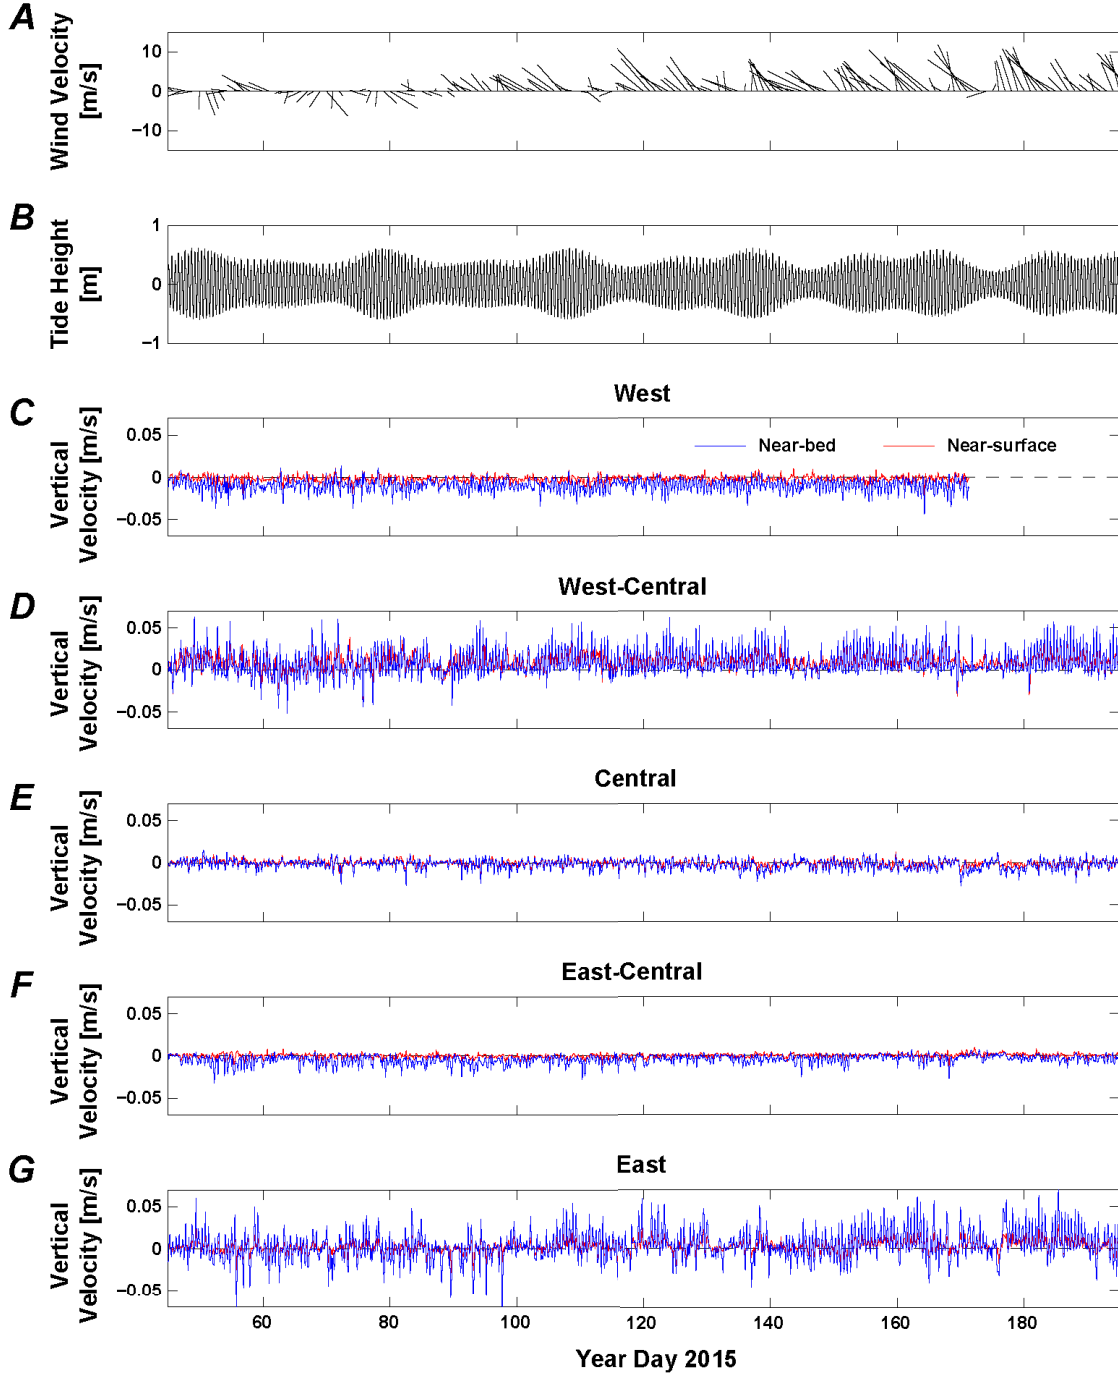 A
Wind Velocity
[m/s]
10
0
−10
B
Tide Height
[m]
1
0
−1
West
C
Vertical
Velocity [m/s]
0.05
0
−0.05
Near-bed
Near-surface
West-Central
D
Vertical
Velocity [m/s]
0.05
0
−0.05
Central
E
Vertical
Velocity [m/s]
0.05
0
−0.05
East-Central
F
Vertical
Velocity [m/s]
0.05
0
−0.05
East
G
Vertical
Velocity [m/s]
0.05
0
−0.05
60 80 100 120 140 160 180
Year Day 2015